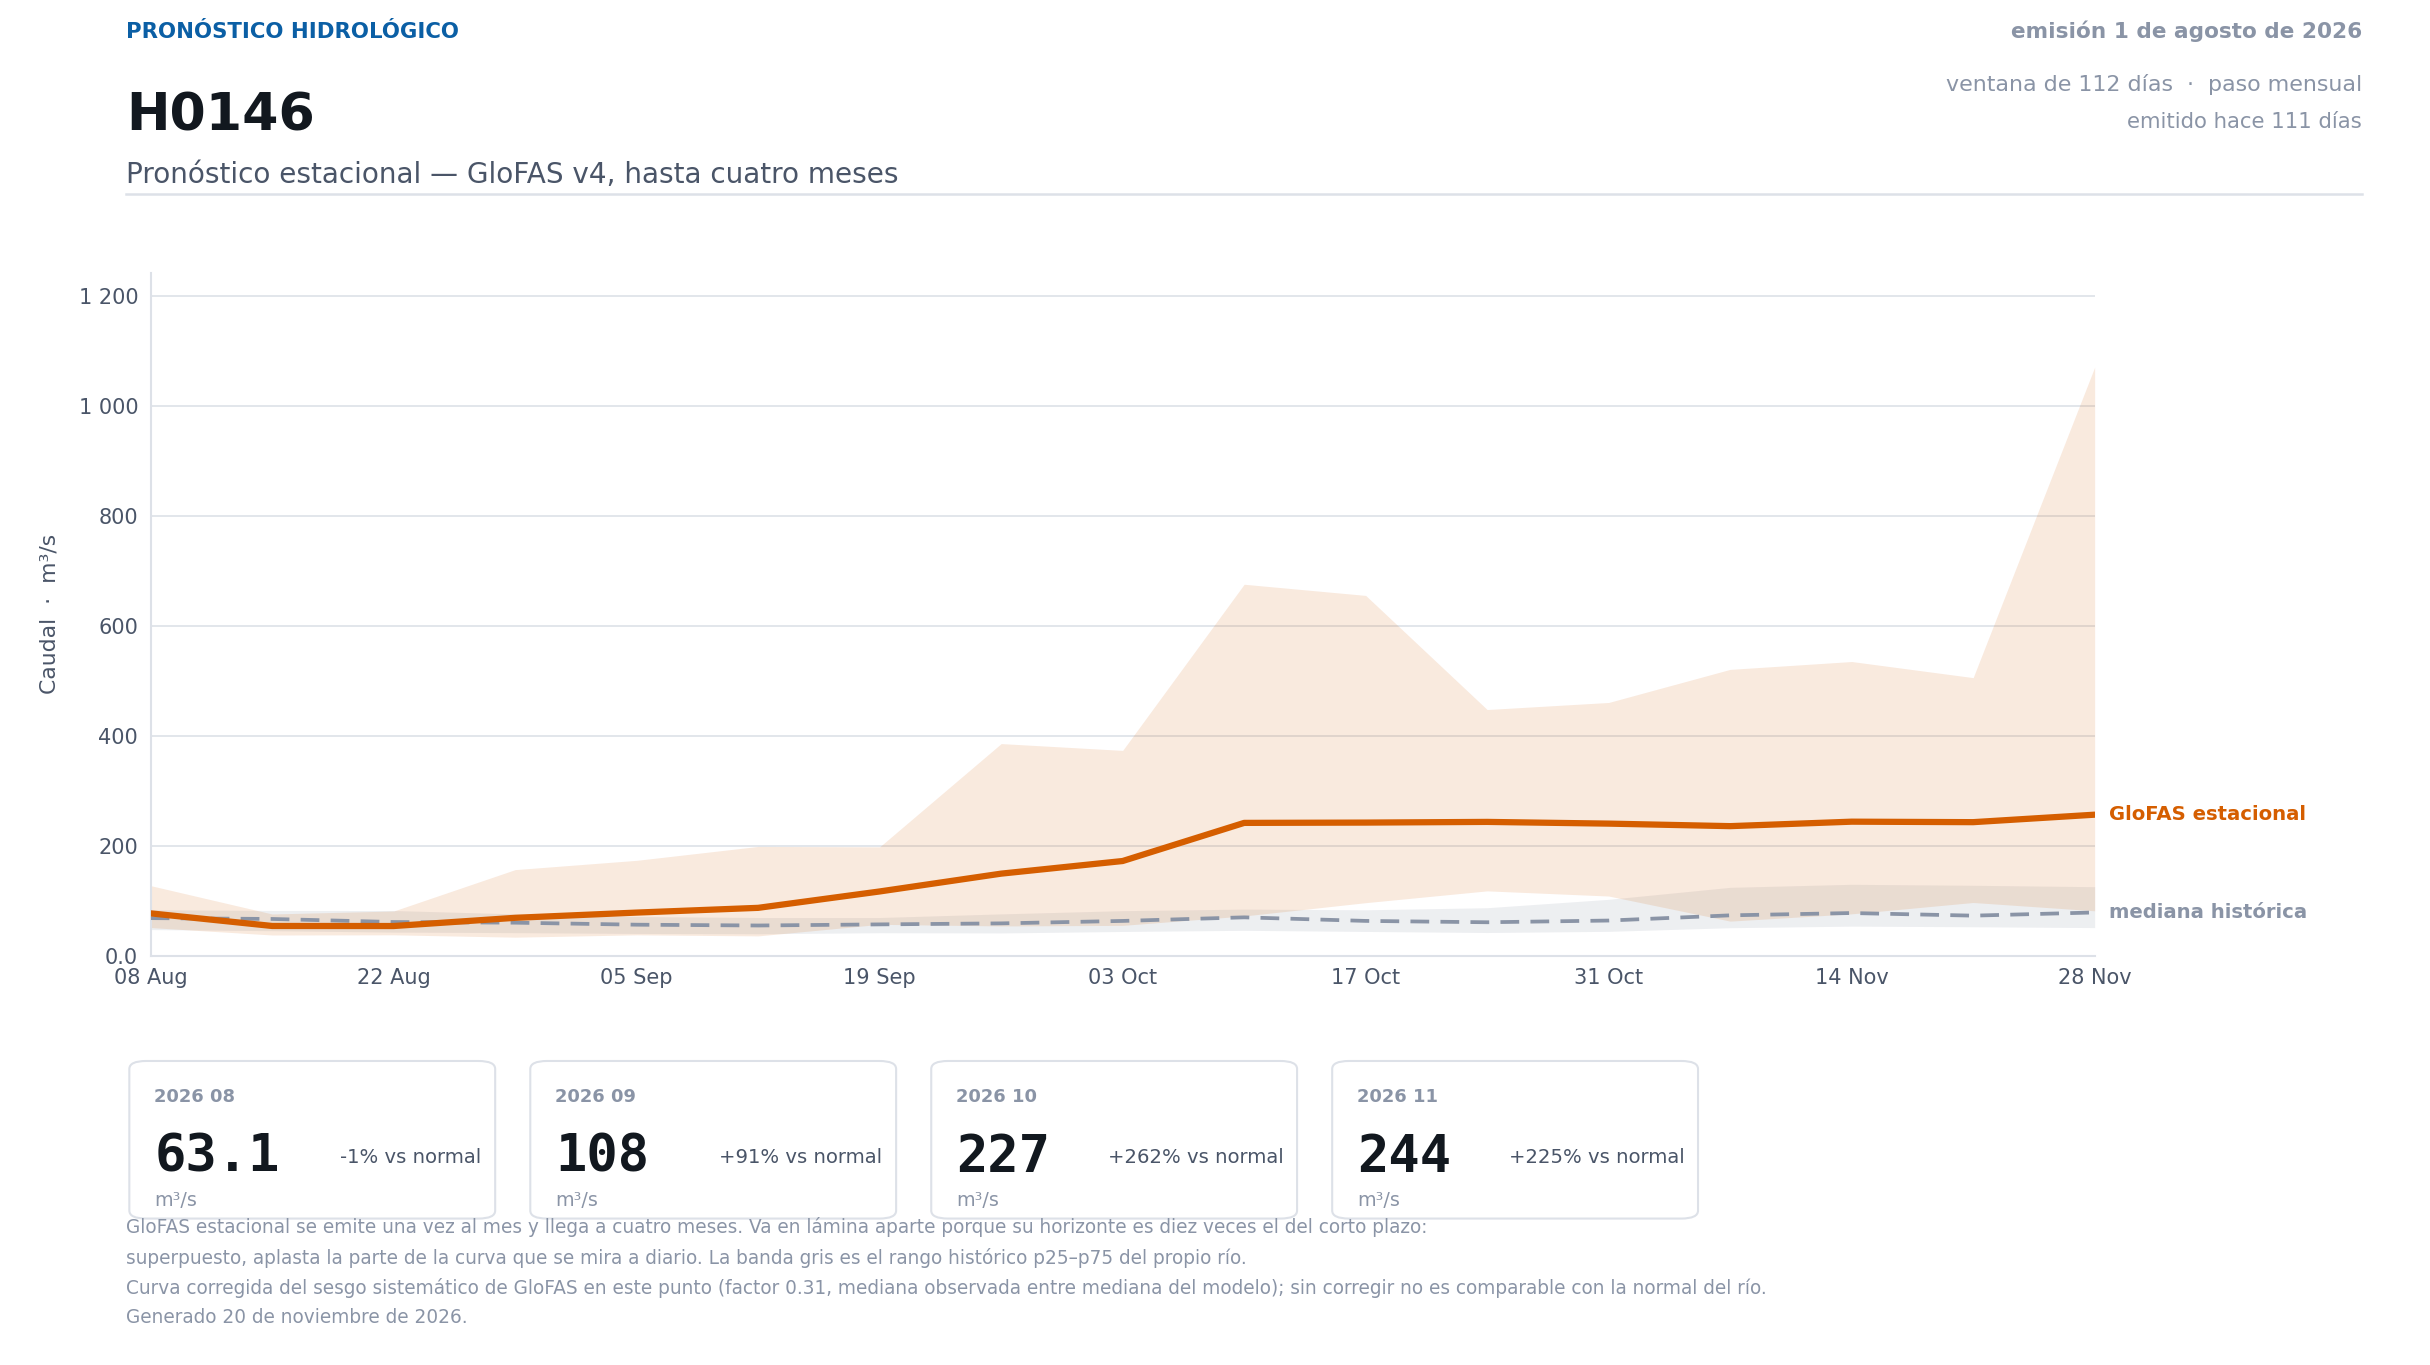 PRONÓSTICO HIDROLÓGICO
emisión 1 de agosto de 2026
ventana de 112 días · paso mensual
H0146
emitido hace 111 días
Pronóstico estacional — GloFAS v4, hasta cuatro meses
1 200
1 000
800
600
400
200
0.0
Caudal · m³/s
GloFAS estacional
mediana histórica
08 Aug 22 Aug 05 Sep 19 Sep 03 Oct 17 Oct 31 Oct 14 Nov 28 Nov
2026 08
63.1 -1% vs normal
m³/s
2026 09
108 +91% vs normal
m³/s
2026 10
227 +262% vs normal
m³/s
2026 11
244 +225% vs normal
m³/s
GloFAS estacional se emite una vez al mes y llega a cuatro meses. Va en lámina aparte porque su horizonte es diez veces el del corto plazo:
superpuesto, aplasta la parte de la curva que se mira a diario. La banda gris es el rango histórico p25–p75 del propio río.
Curva corregida del sesgo sistemático de GloFAS en este punto (factor 0.31, mediana observada entre mediana del modelo); sin corregir no es comparable con la normal del río.
Generado 20 de noviembre de 2026.